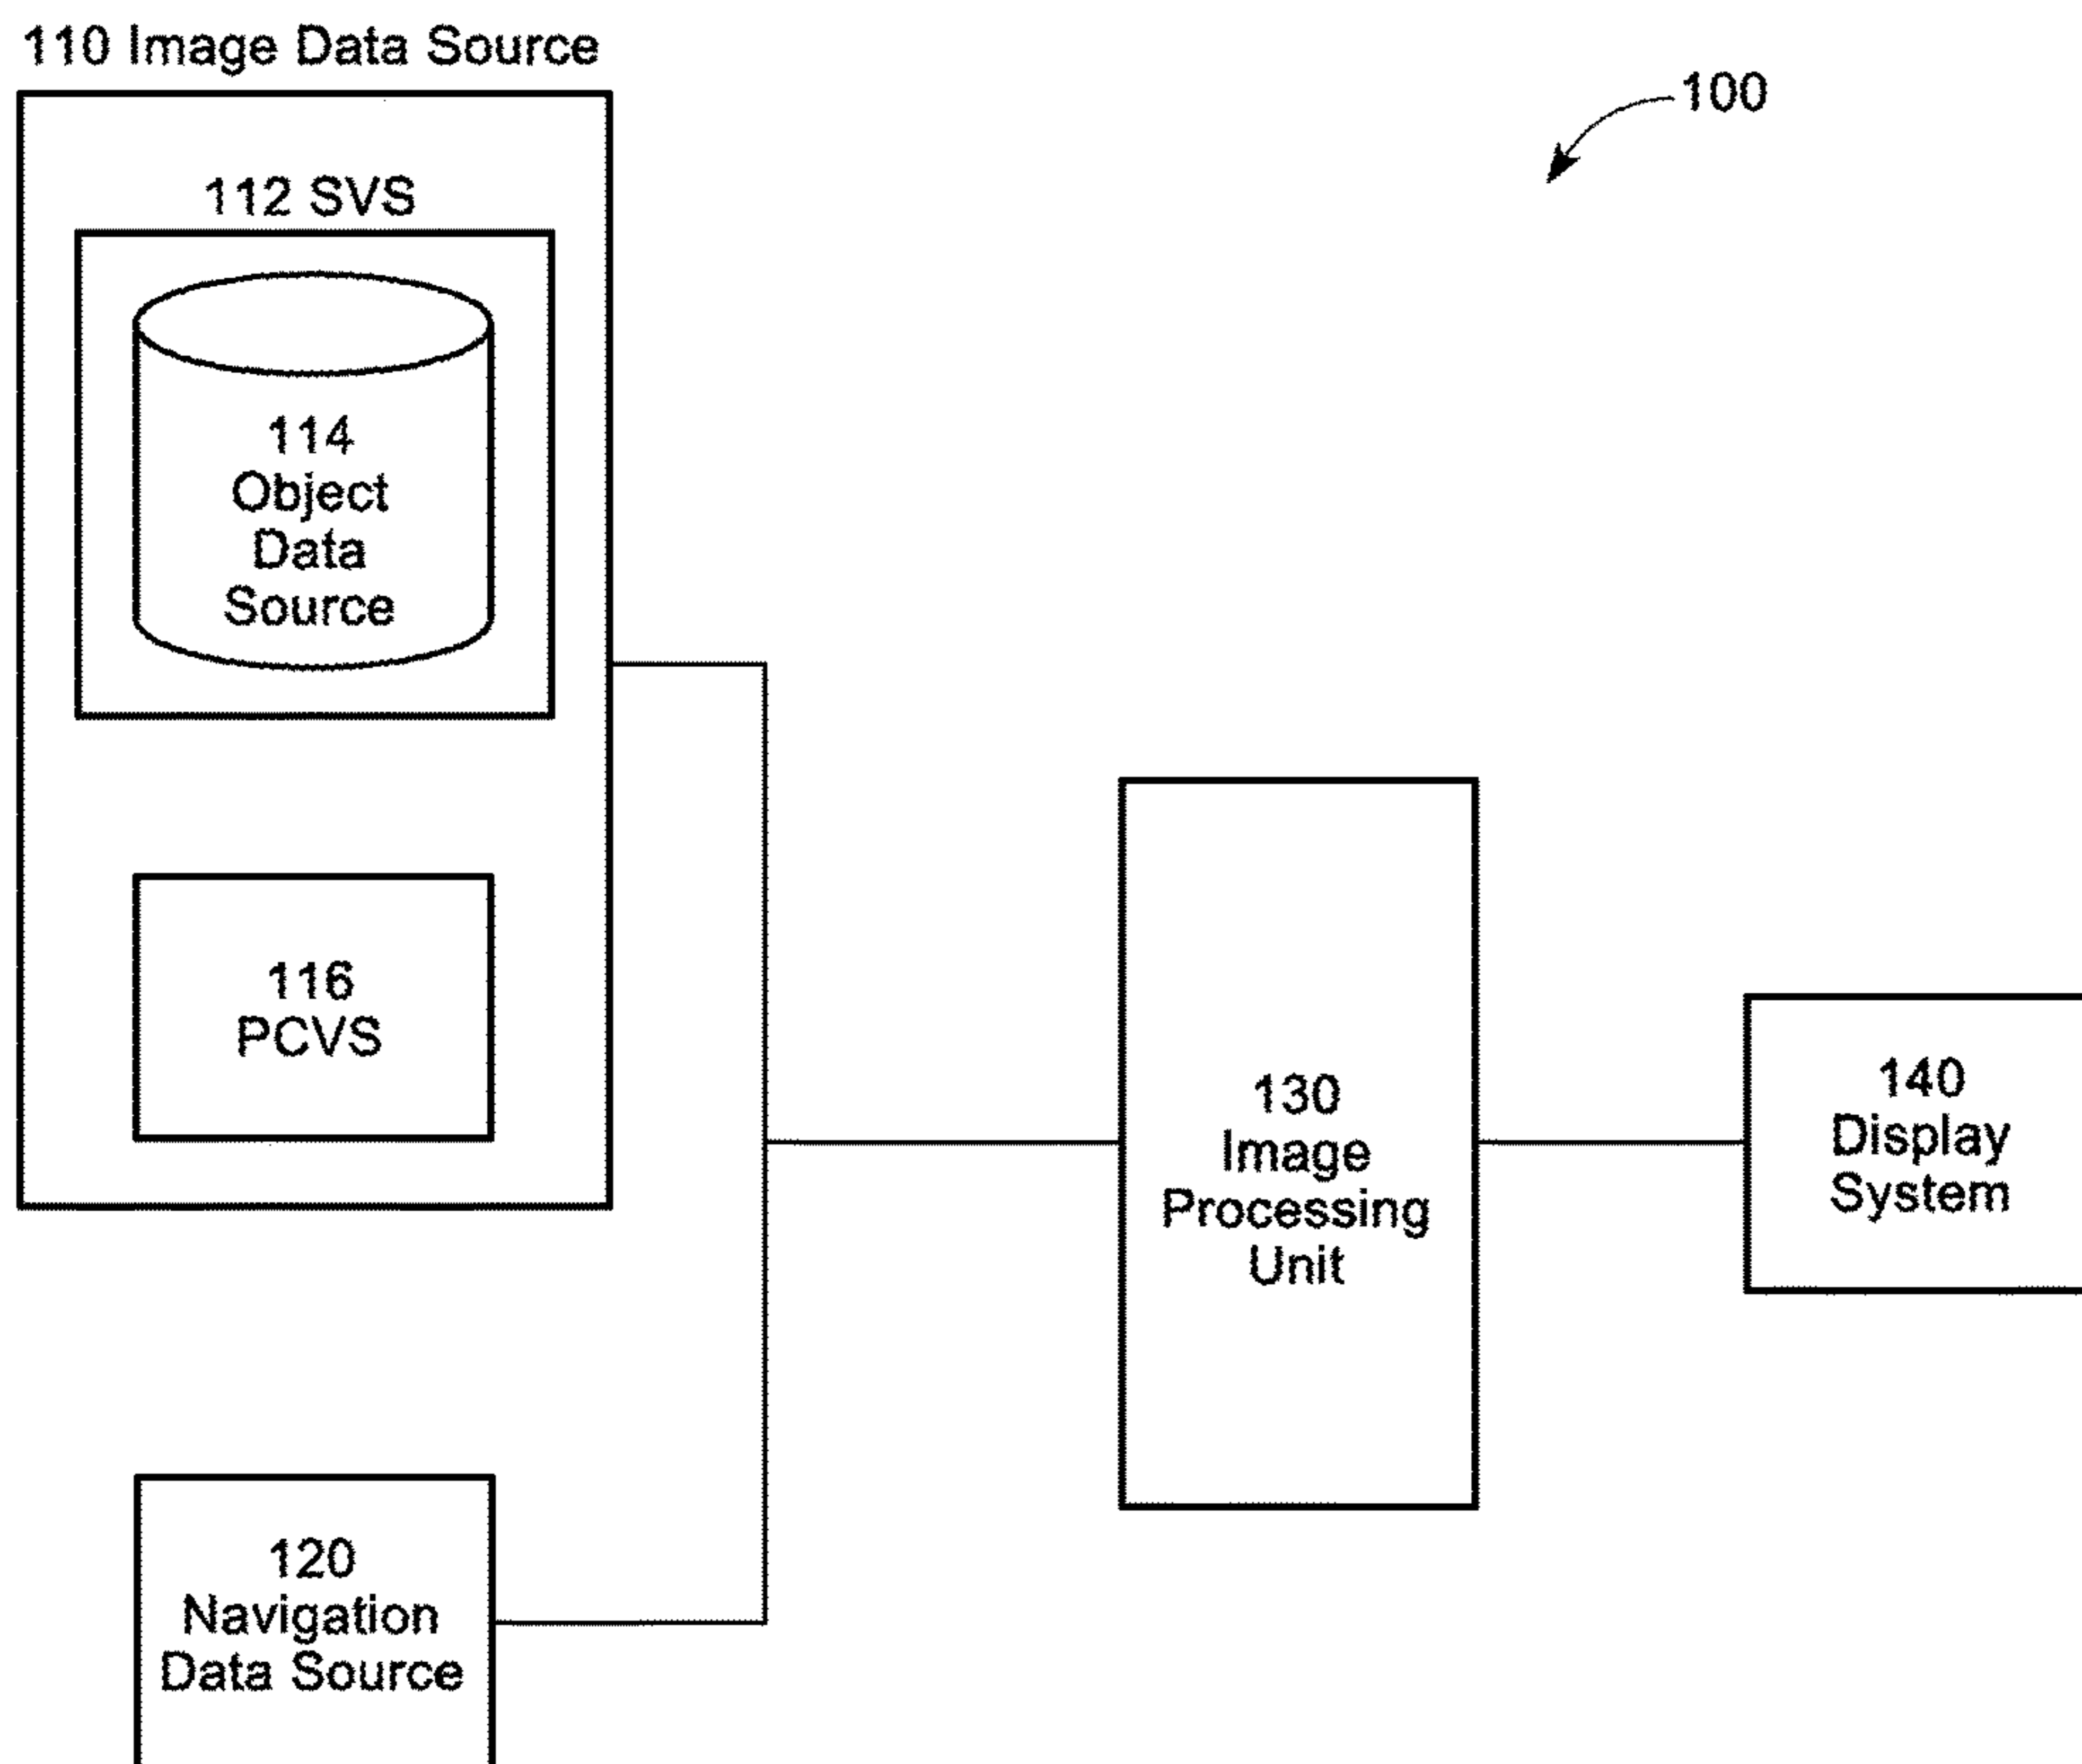 110 Image Data Source
100
112 SVS
114
Object
Data
Source
116
PCVS
130
Image
Processing
Unit
140
Display
System
120
Navigation
Data Source